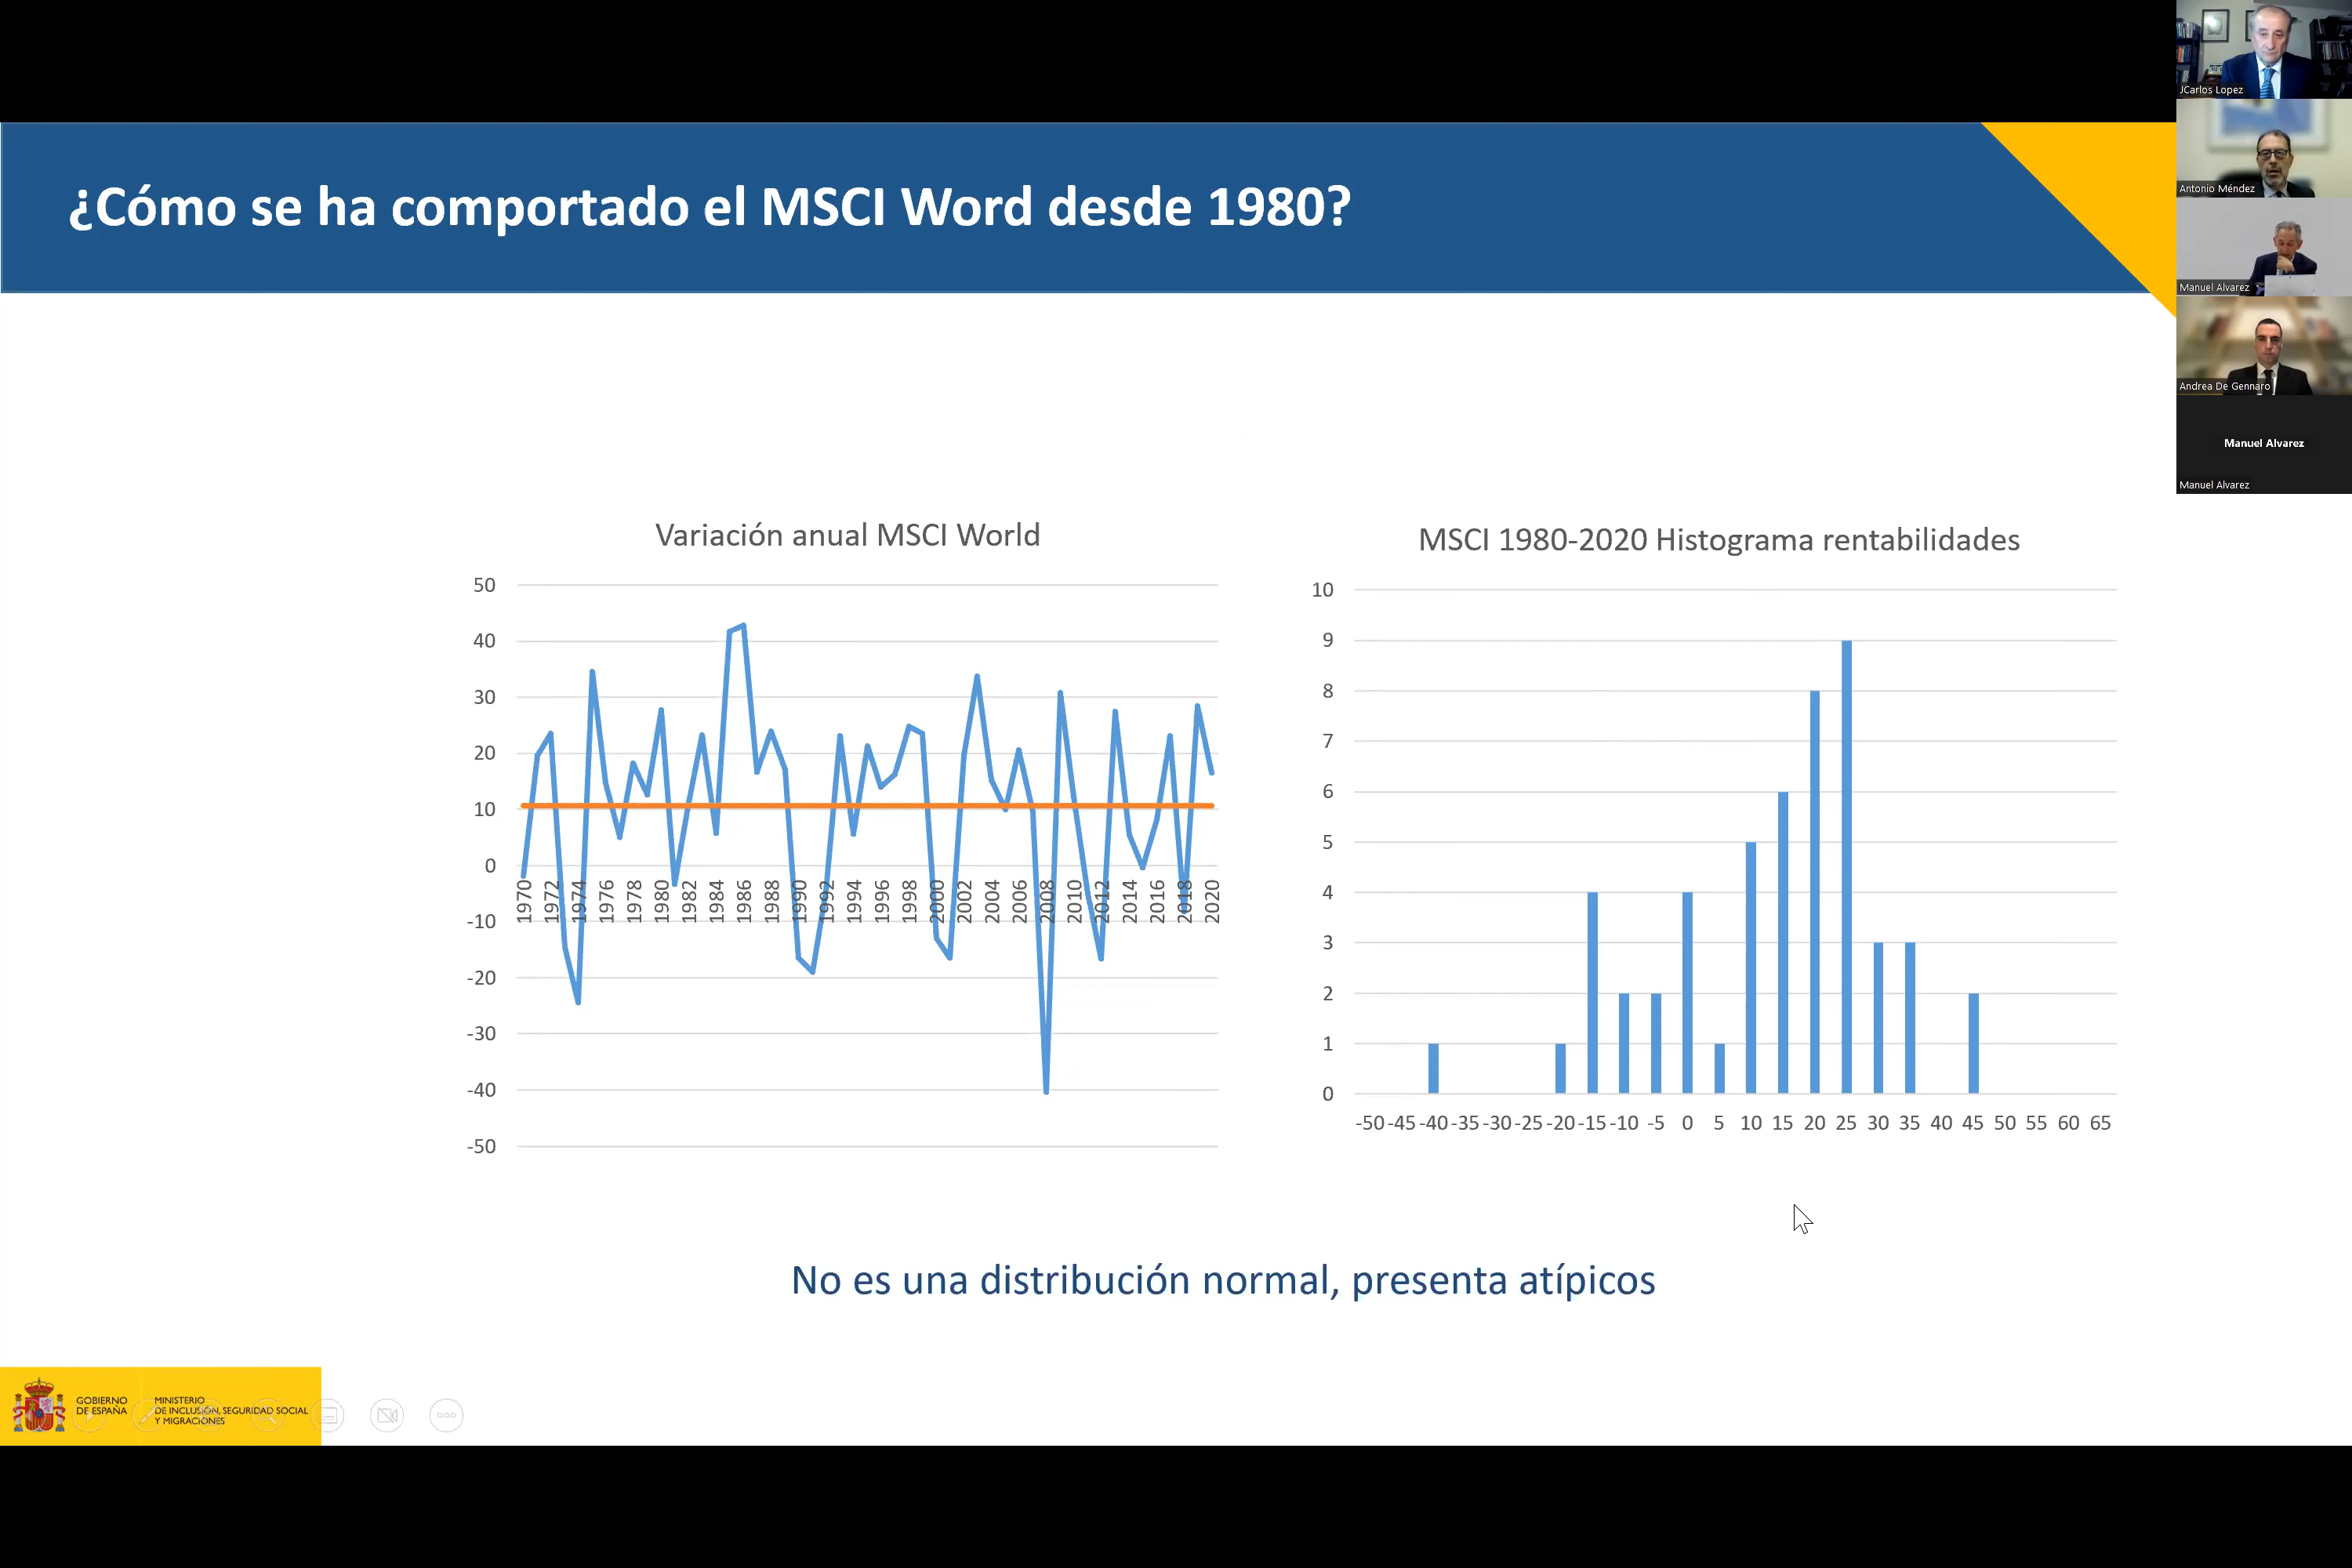 ¿Cómo se ha comportado el MSCI Word desde 1980?
JCarlos Lopez
Antonio Méndez
Manuel Alvarez
Andrea De Gennaro
Manuel Alvarez
Manuel Alvarez
Variación anual MSCI World
50
40
30
20
10
0
-10
-20
-30
-40
-50
1970 1972 1974 1976 1978 1980 1982 1984 1986 1988 1990 1992 1994 1996 1998 2000 2002 2004 2006 2008 2010 2012 2014 2016 2018 2020
MSCI 1980-2020 Histograma rentabilidades
10
9
8
7
6
5
4
3
2
1
0
-50 -45 -40 -35 -30 -25 -20 -15 -10 -5 0 5 10 15 20 25 30 35 40 45 50 55 60 65
No es una distribución normal, presenta atípicos
GOBIERNO
DE ESPAÑA
MINISTERIO
DE INCLUSIÓN, SEGURIDAD SOCIAL
Y MIGRACIONES